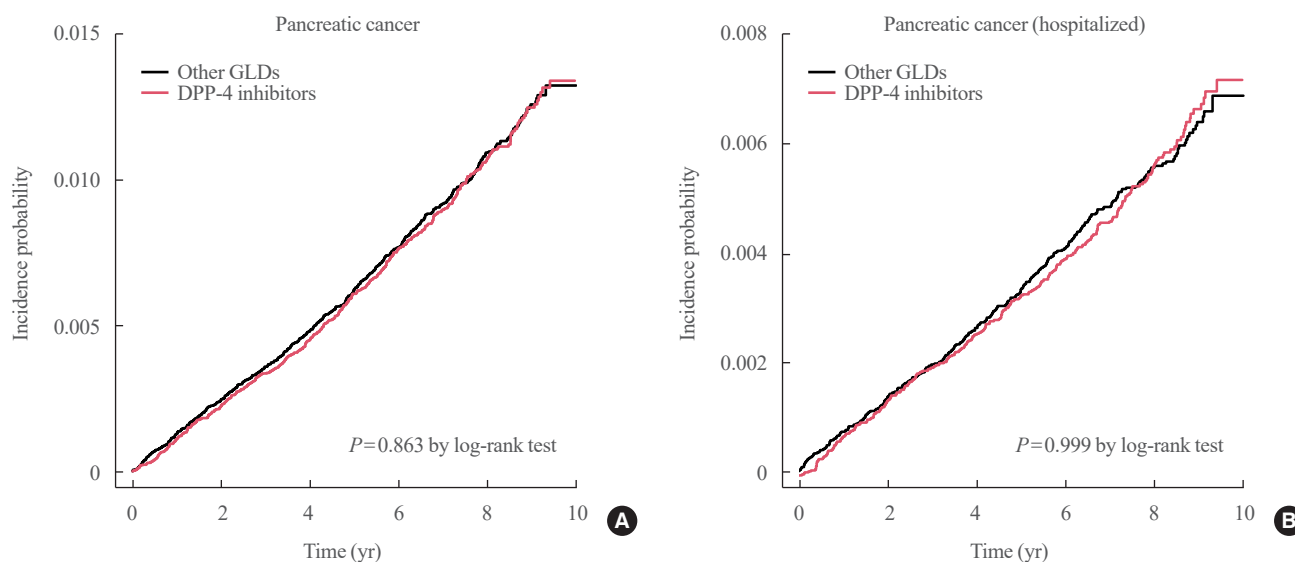 Pancreatic cancer
0.015
0.010
0.005
0
Incidence probability
Other GLDs
DPP-4 inhibitors
P=0.863 by log-rank test
0 2 4 6 8 10
Time (yr)
A
Pancreatic cancer (hospitalized)
0.008
0.006
0.004
0.002
0
Incidence probability
Other GLDs
DPP-4 inhibitors
P=0.999 by log-rank test
0 2 4 6 8 10
Time (yr)
B